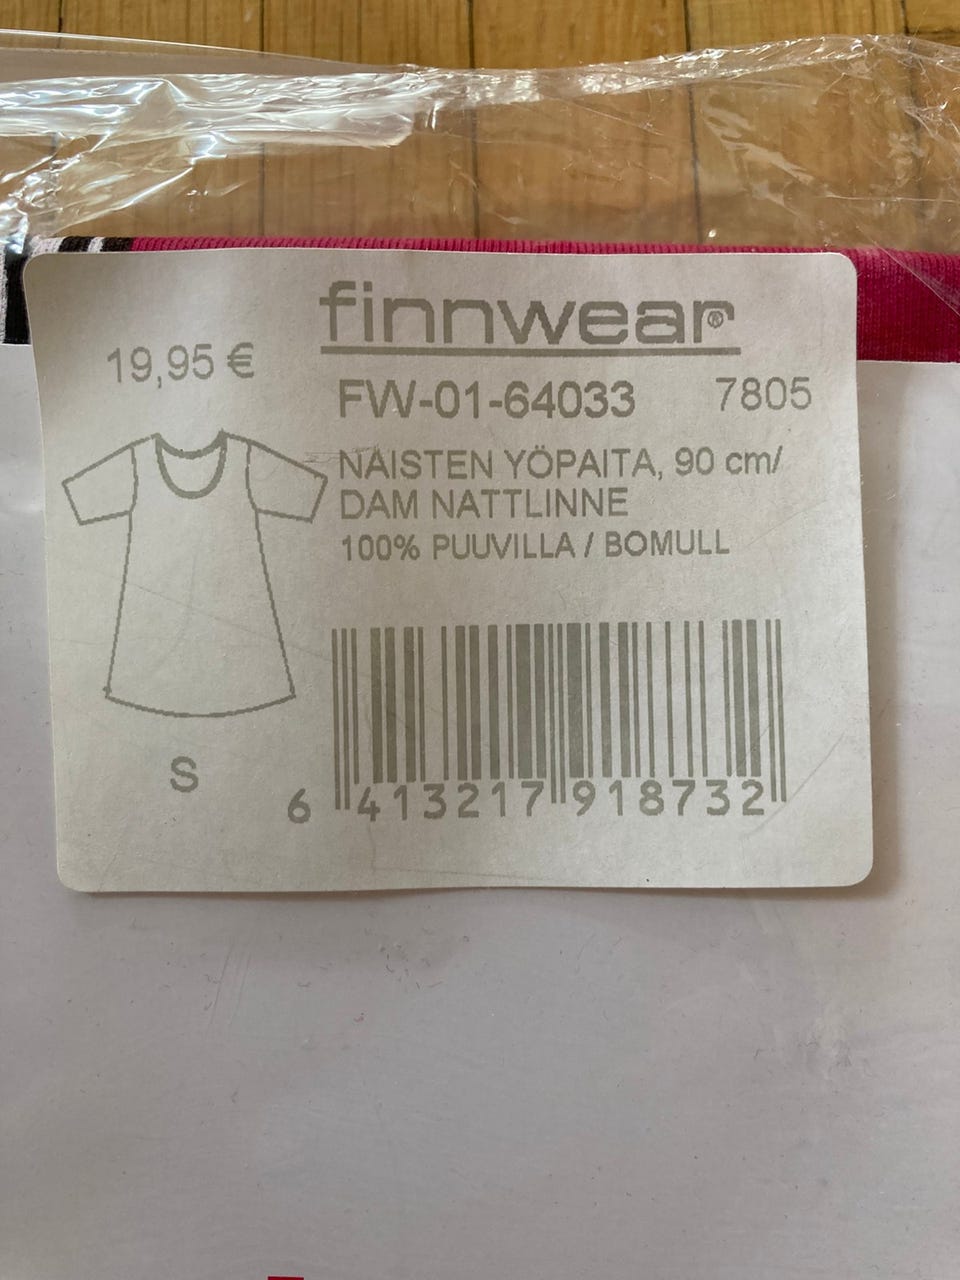 finnwear®
19,95 €
FW-01-64033 7805
NAISTEN YÖPAITA, 90 cm/
DAM NATTLINNE
100% PUUVILLA / BOMULL
S
6 413217 918732